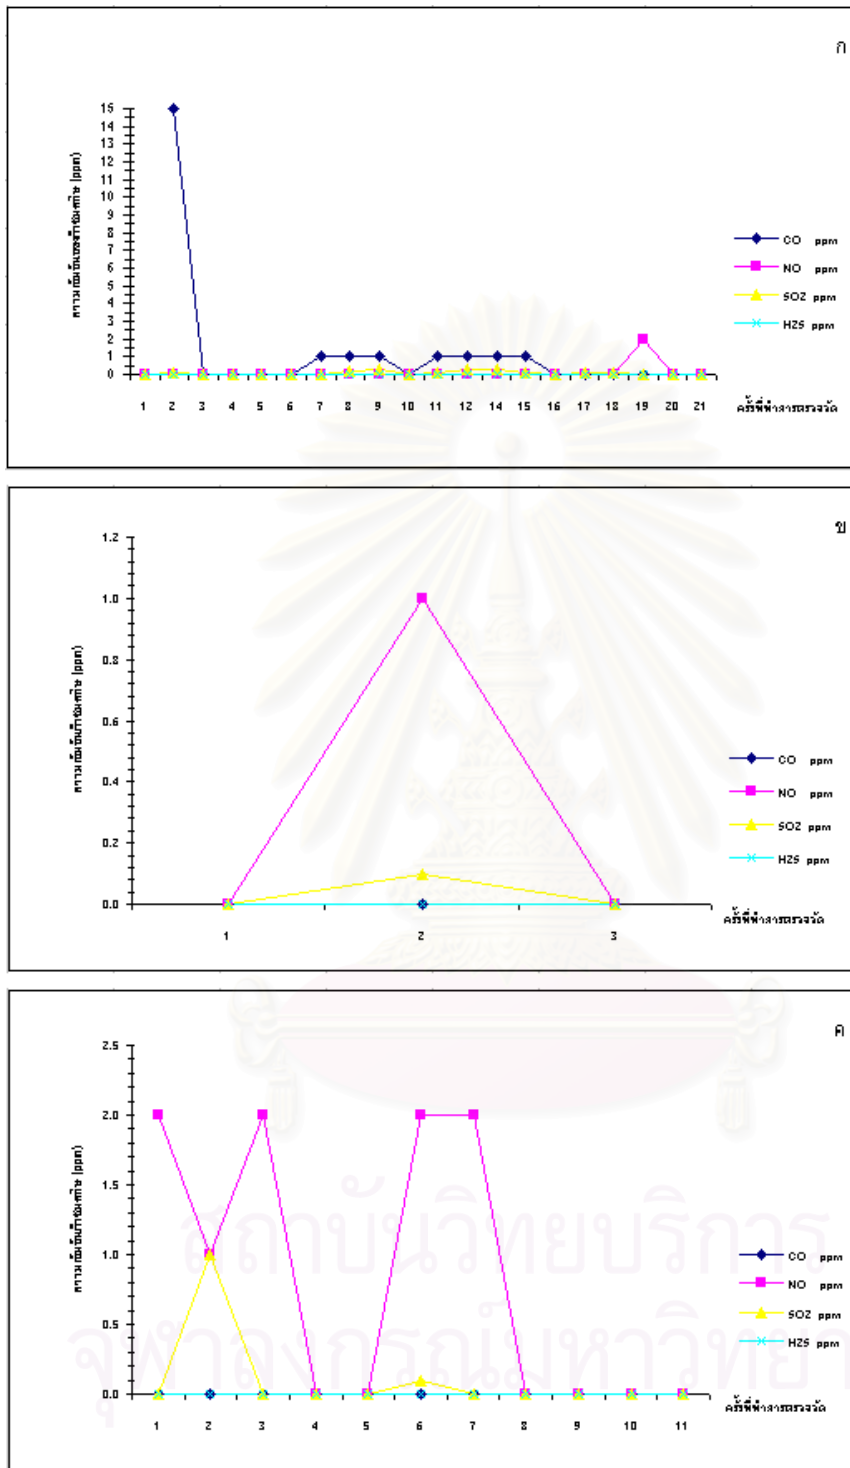 ก
ความเข้มข้นของก๊าซมลพิษ (ppm)
15
14
13
12
11
10
9
8
7
6
5
4
3
2
1
0
1 2 3 4 5 6 7 8 9 10 11 12 14 15 16 17 18 19 20 21
ครั้งที่ทำการตรวจวัด
CO ppm
NO ppm
SO2 ppm
H2S ppm
ข
ความเข้มข้นก๊าซมลพิษ (ppm)
1.2
1.0
0.8
0.6
0.4
0.2
0.0
1 2 3
ครั้งที่ทำการตรวจวัด
CO ppm
NO ppm
SO2 ppm
H2S ppm
ค
ความเข้มข้นก๊าซมลพิษ (ppm)
2.5
2.0
1.5
1.0
0.5
0.0
1 2 3 4 5 6 7 8 9 10 11
ครั้งที่ทำการตรวจวัด
CO ppm
NO ppm
SO2 ppm
H2S ppm
สถาบันวิทยบริการ
จุฬาลงกรณ์มหาวิทยา